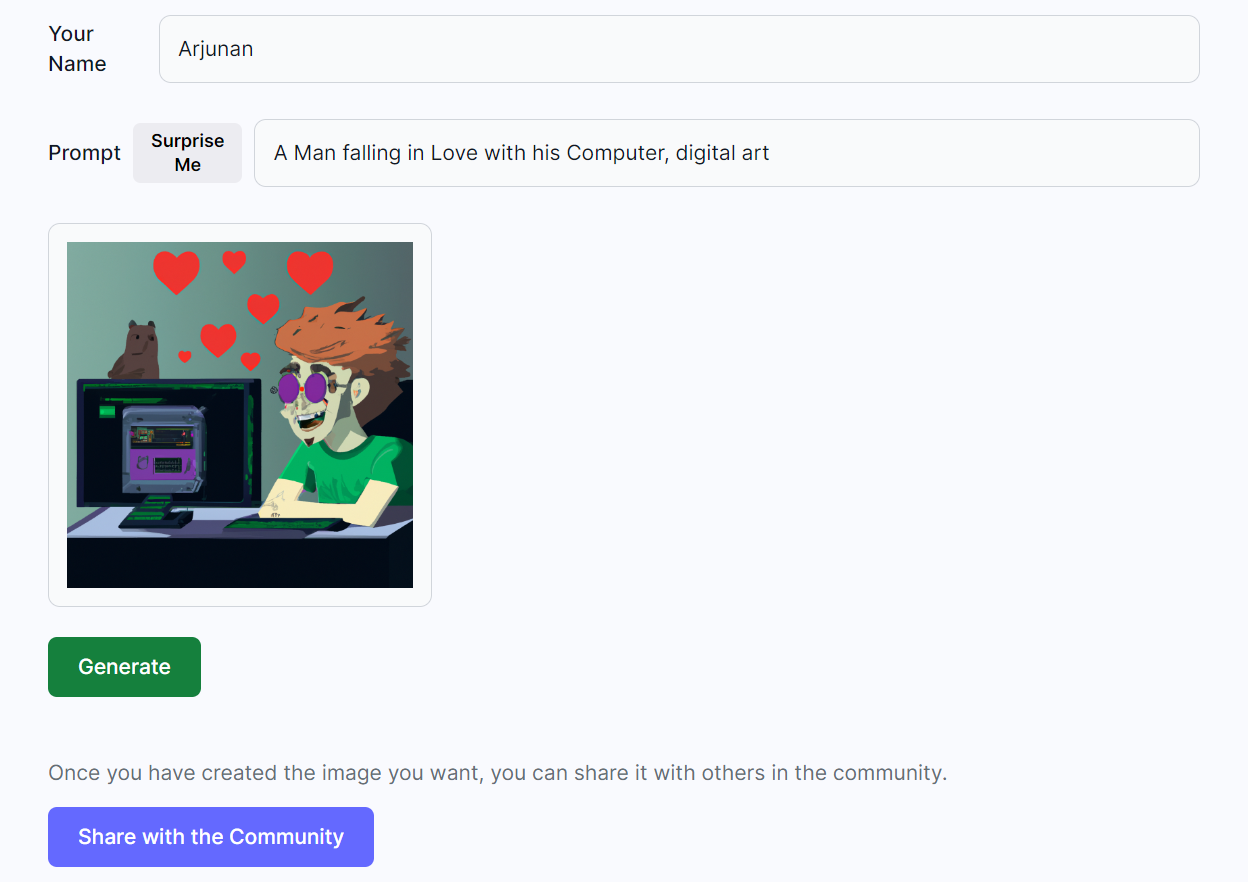 Your
Name
Arjunan
Prompt
Surprise
Me
A Man falling in Love with his Computer, digital art
Generate
Once you have created the image you want, you can share it with others in the community.
Share with the Community